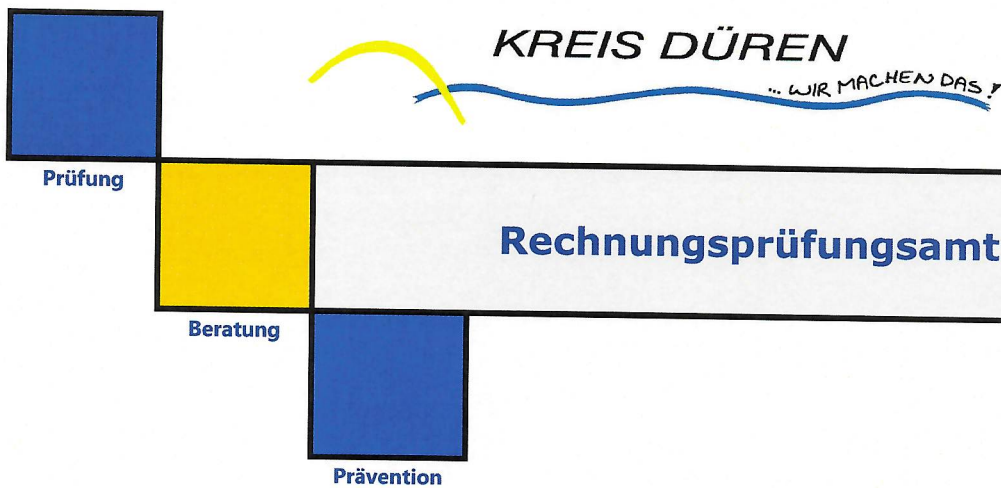 KREIS DÜREN
... WIR MACHEN DAS !
Prüfung
Rechnungsprüfungsamt
Beratung
Prävention